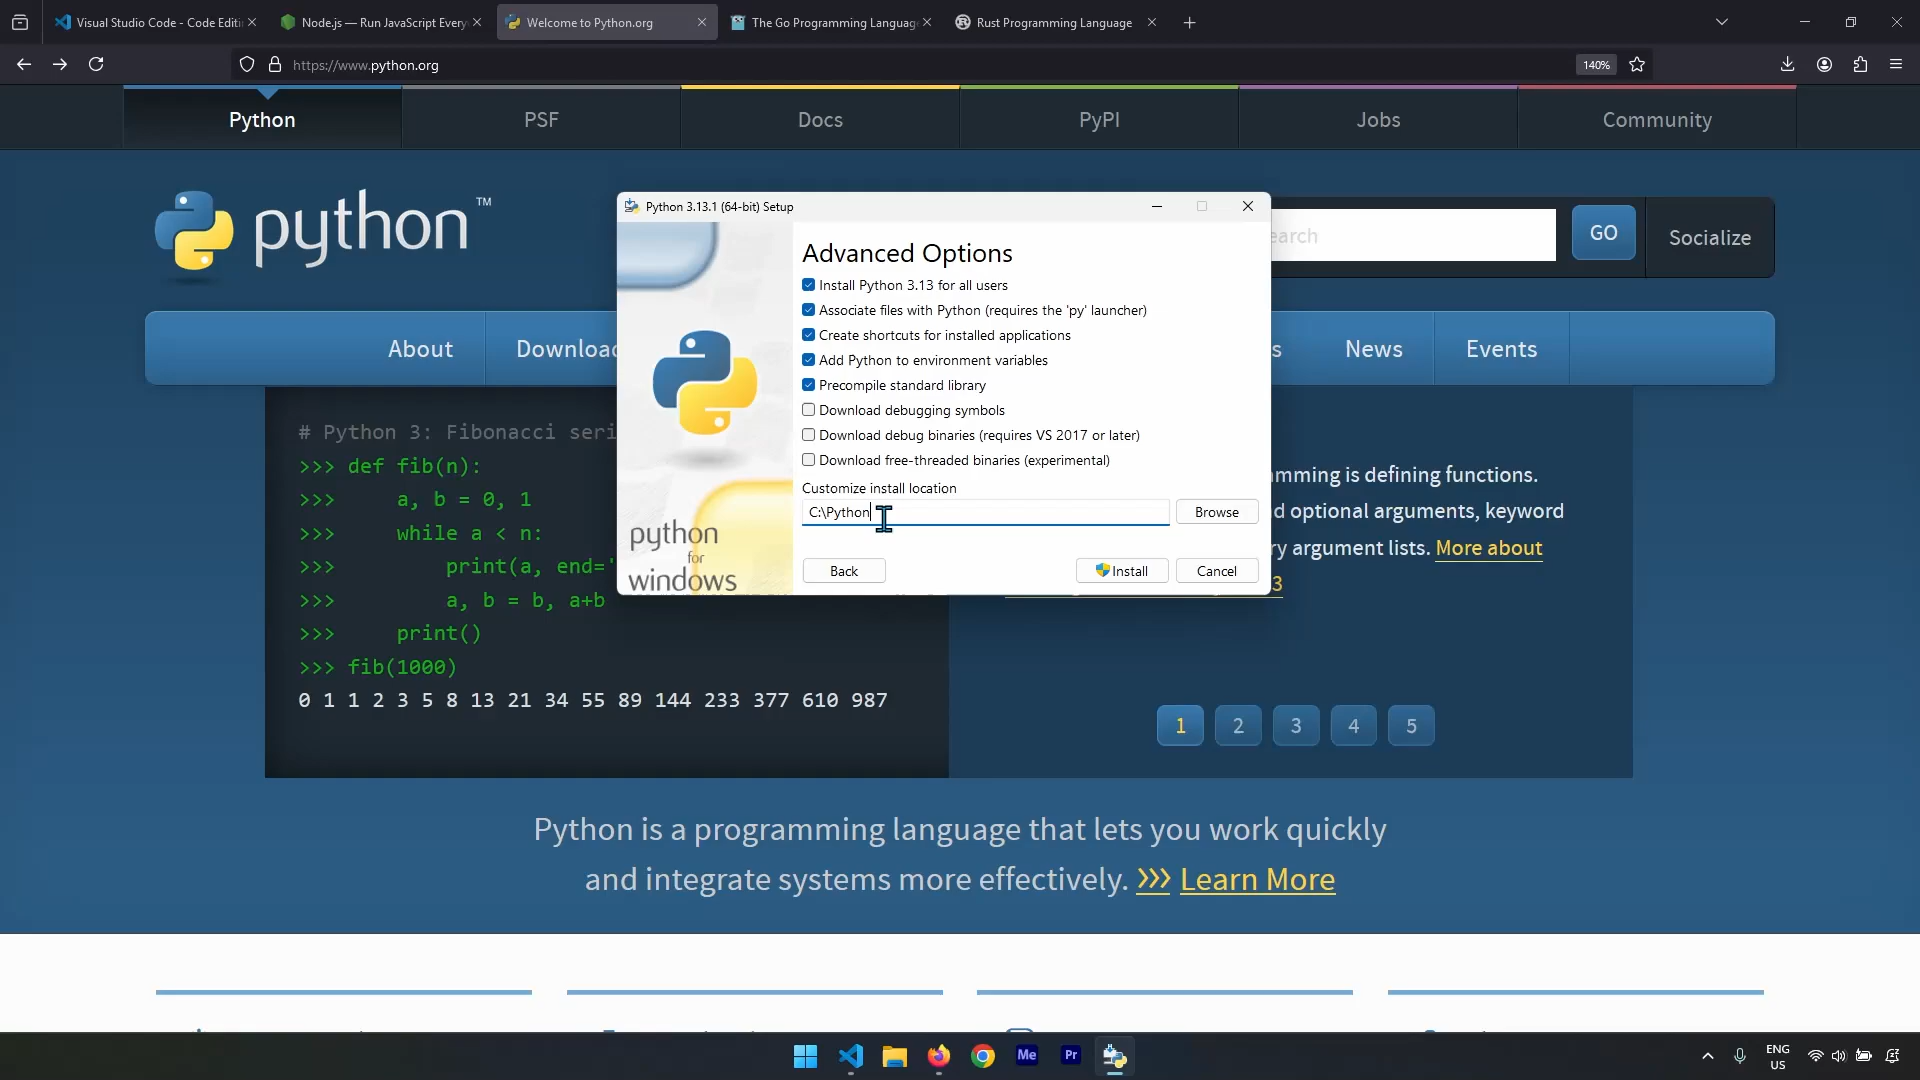 Visual Studio Code - Code Editi
Node.js — Run JavaScript Every
Welcome to Python.org
The Go Programming Language
Rust Programming Language
https://www.python.org
140%
Python
PSF
Docs
PyPI
Jobs
Community
python™
earch
GO
Socialize
About
Download
s
News
Events
# Python 3: Fibonacci seri
>>> def fib(n):
>>>     a, b = 0, 1
>>>     while a < n:
>>>         print(a, end='
>>>         a, b = b, a+b
>>>     print()
>>> fib(1000)
0 1 1 2 3 5 8 13 21 34 55 89 144 233 377 610 987
mming is defining functions.
d optional arguments, keyword
ry argument lists. More about
3
1 2 3 4 5
Python 3.13.1 (64-bit) Setup
Advanced Options
Install Python 3.13 for all users
Associate files with Python (requires the 'py' launcher)
Create shortcuts for installed applications
Add Python to environment variables
Precompile standard library
Download debugging symbols
Download debug binaries (requires VS 2017 or later)
Download free-threaded binaries (experimental)
Customize install location
C:\Python
Browse
python
for
windows
Back
Install
Cancel
Python is a programming language that lets you work quickly
and integrate systems more effectively. >>> Learn More
Me
Pr
ENG
US